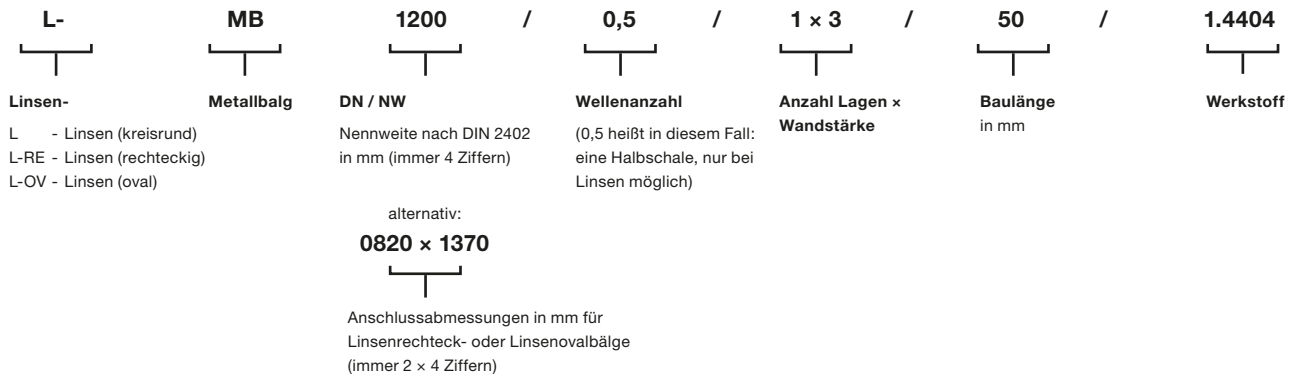 L- MB 1200 / 0,5 / 1 × 3 / 50 / 1.4404
Linsen-
L - Linsen (kreisrund)
L-RE - Linsen (rechteckig)
L-OV - Linsen (oval)
Metallbalg
DN / NW
Nennweite nach DIN 2402
in mm (immer 4 Ziffern)
Wellenanzahl
(0,5 heißt in diesem Fall:
eine Halbschale, nur bei
Linsen möglich)
Anzahl Lagen ×
Wandstärke
Baulänge
in mm
Werkstoff
alternativ:
0820 × 1370
Anschlussabmessungen in mm für
Linsenrechteck- oder Linsenovalbälge
(immer 2 × 4 Ziffern)